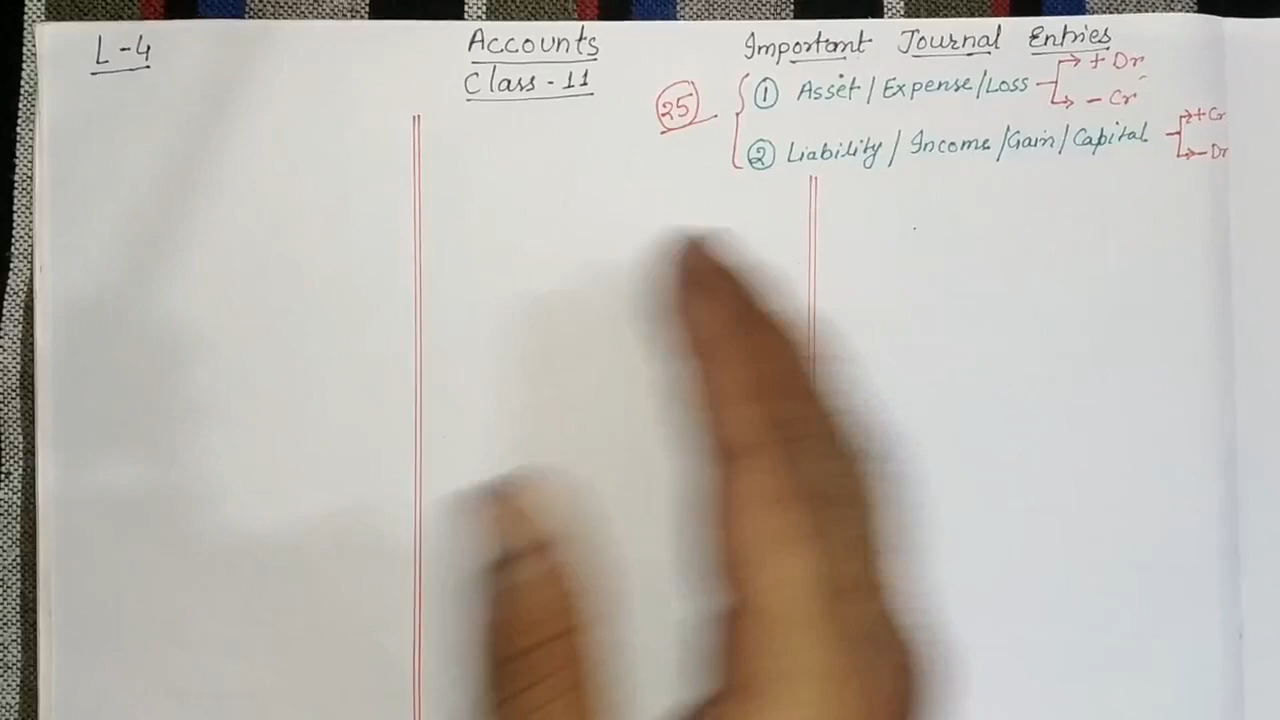 L-4
Accounts
Class-11
Important Journal Entries
25
① Asset/Expense/Loss → + Dr
→ - Cr
② Liability/Income/Gain/Capital → + Cr
→ - Dr